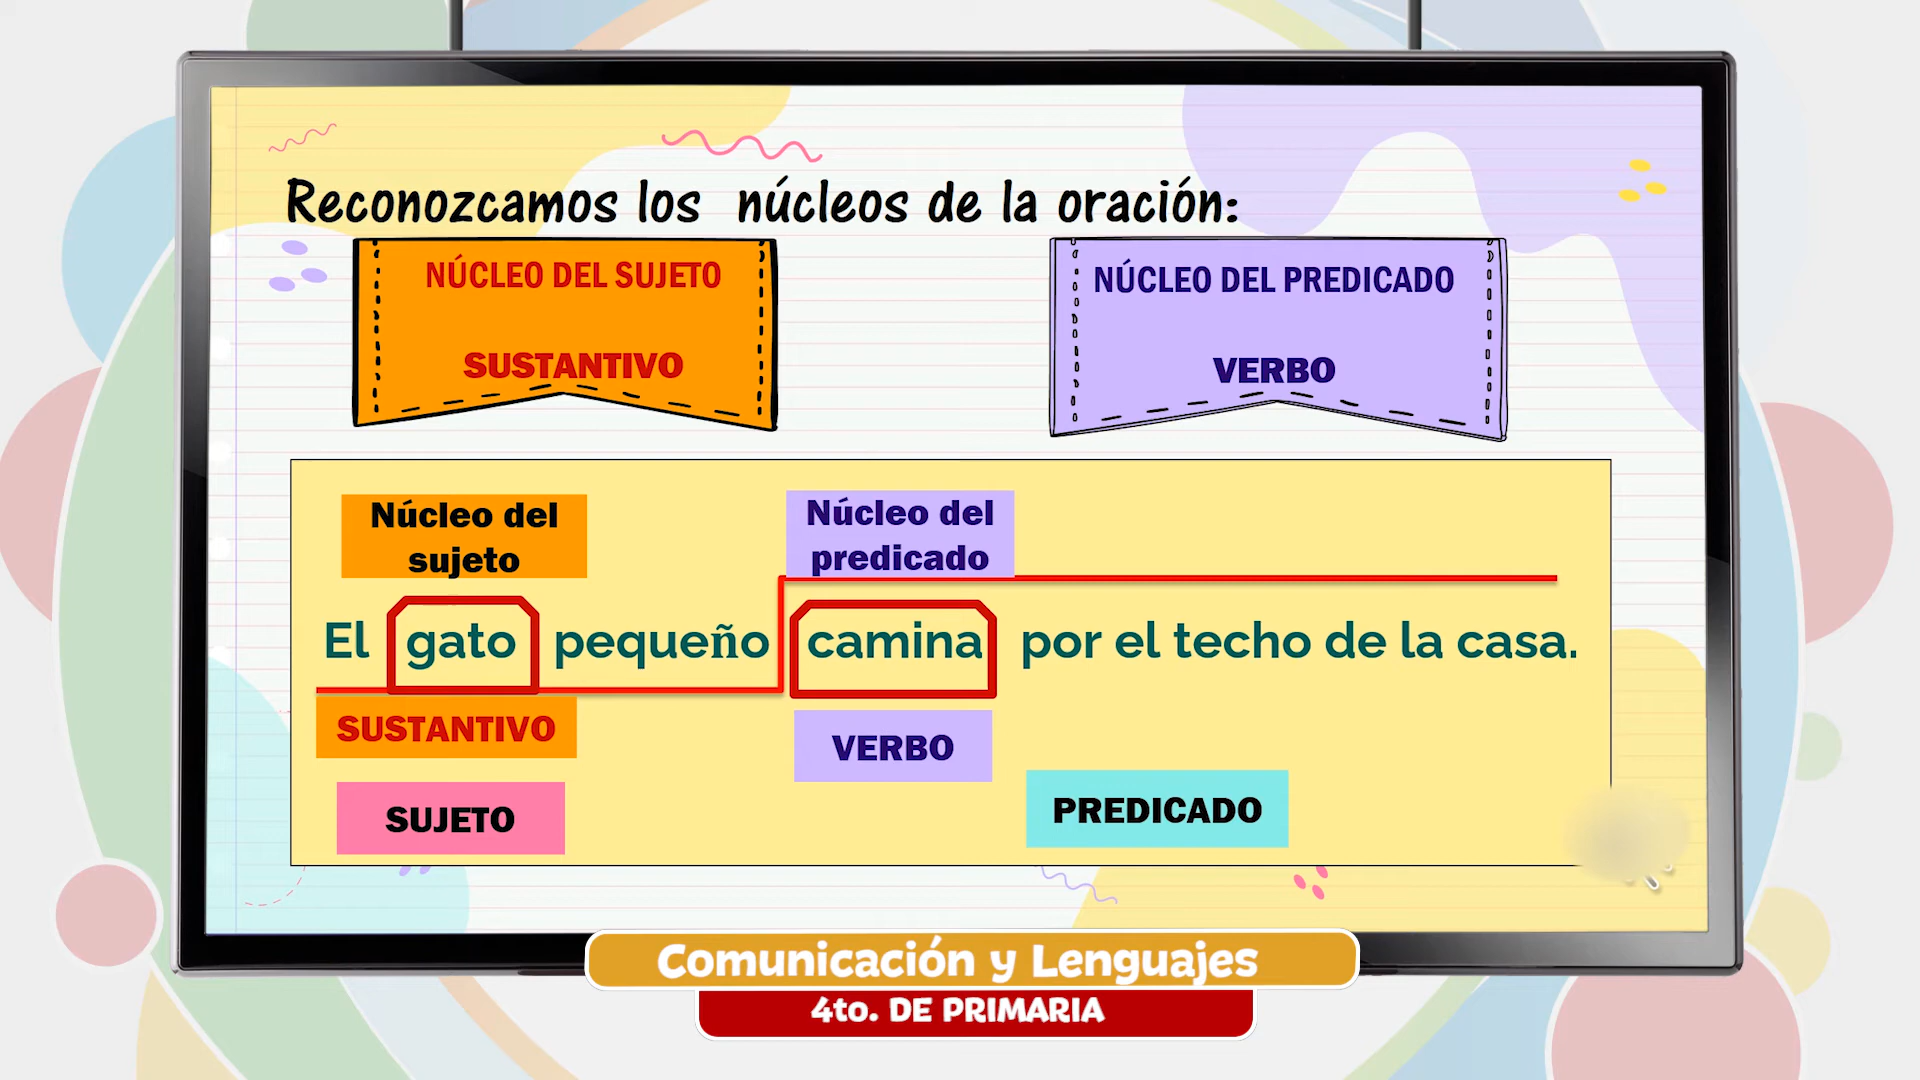 Reconozcamos los núcleos de la oración:
NÚCLEO DEL SUJETO
SUSTANTIVO
NÚCLEO DEL PREDICADO
VERBO
Núcleo del
sujeto
Núcleo del
predicado
El gato pequeño camina por el techo de la casa.
SUSTANTIVO
VERBO
SUJETO
PREDICADO
Comunicación y Lenguajes
4to. DE PRIMARIA